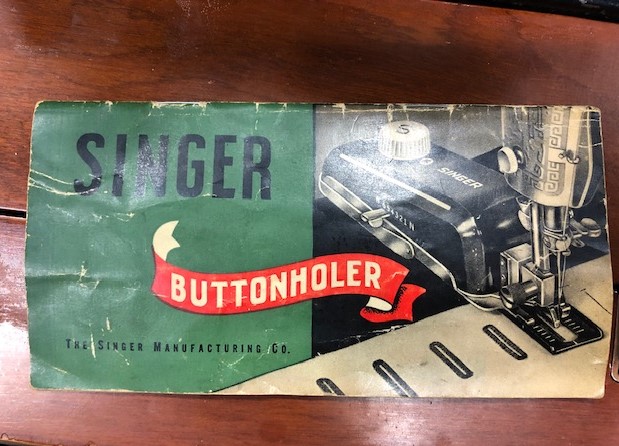 SINGER
BUTTONHOLER
THE SINGER MANUFACTURING CO.
S
SINGER